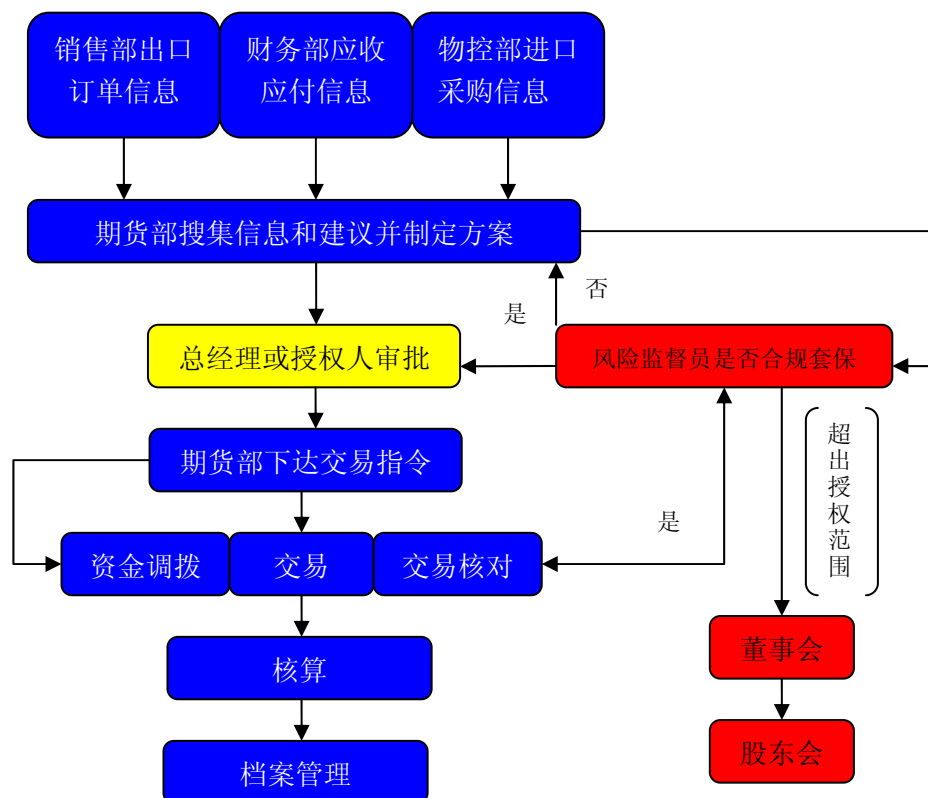 销售部出口
订单信息
财务部应收
应付信息
物控部进口
采购信息
期货部搜集信息和建议并制定方案
否
是
总经理或授权人审批
风险监督员是否合规套保
超出授权范围
期货部下达交易指令
是
资金调拨
交易
交易核对
董事会
核算
股东会
档案管理